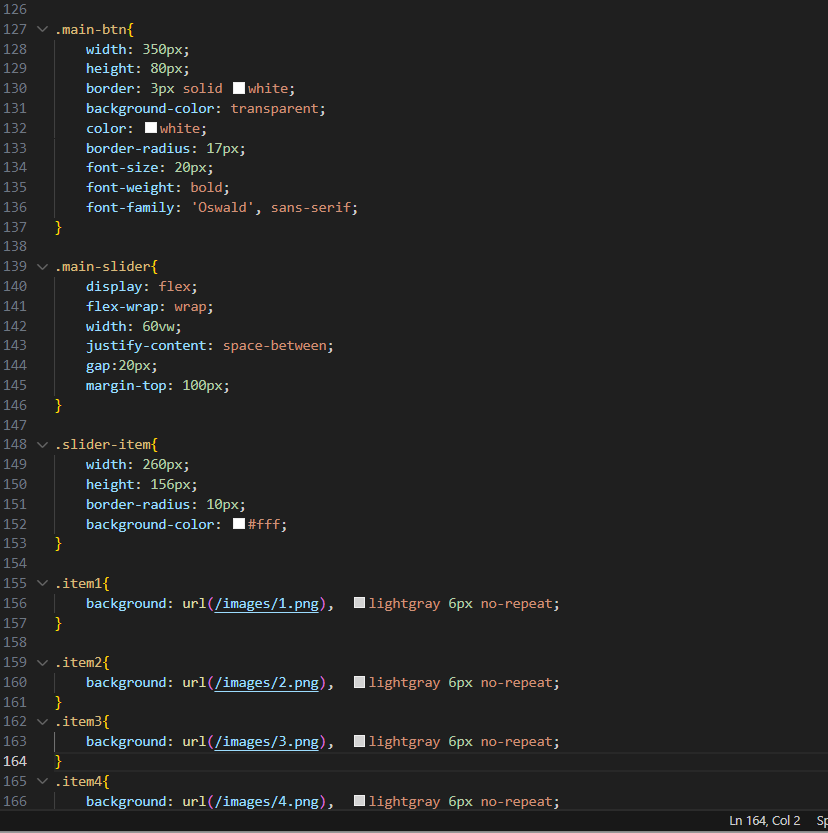 126
127 .main-btn{
128 width: 350px;
129 height: 80px;
130 border: 3px solid white;
131 background-color: transparent;
132 color: white;
133 border-radius: 17px;
134 font-size: 20px;
135 font-weight: bold;
136 font-family: 'Oswald', sans-serif;
137 }
138
139 .main-slider{
140 display: flex;
141 flex-wrap: wrap;
142 width: 60vw;
143 justify-content: space-between;
144 gap:20px;
145 margin-top: 100px;
146 }
147
148 .slider-item{
149 width: 260px;
150 height: 156px;
151 border-radius: 10px;
152 background-color: #fff;
153 }
154
155 .item1{
156 background: url(/images/1.png), lightgray 6px no-repeat;
157 }
158
159 .item2{
160 background: url(/images/2.png), lightgray 6px no-repeat;
161 }
162 .item3{
163 background: url(/images/3.png), lightgray 6px no-repeat;
164 }
165 .item4{
166 background: url(/images/4.png), lightgray 6px no-repeat;
Ln 164, Col 2 Sp